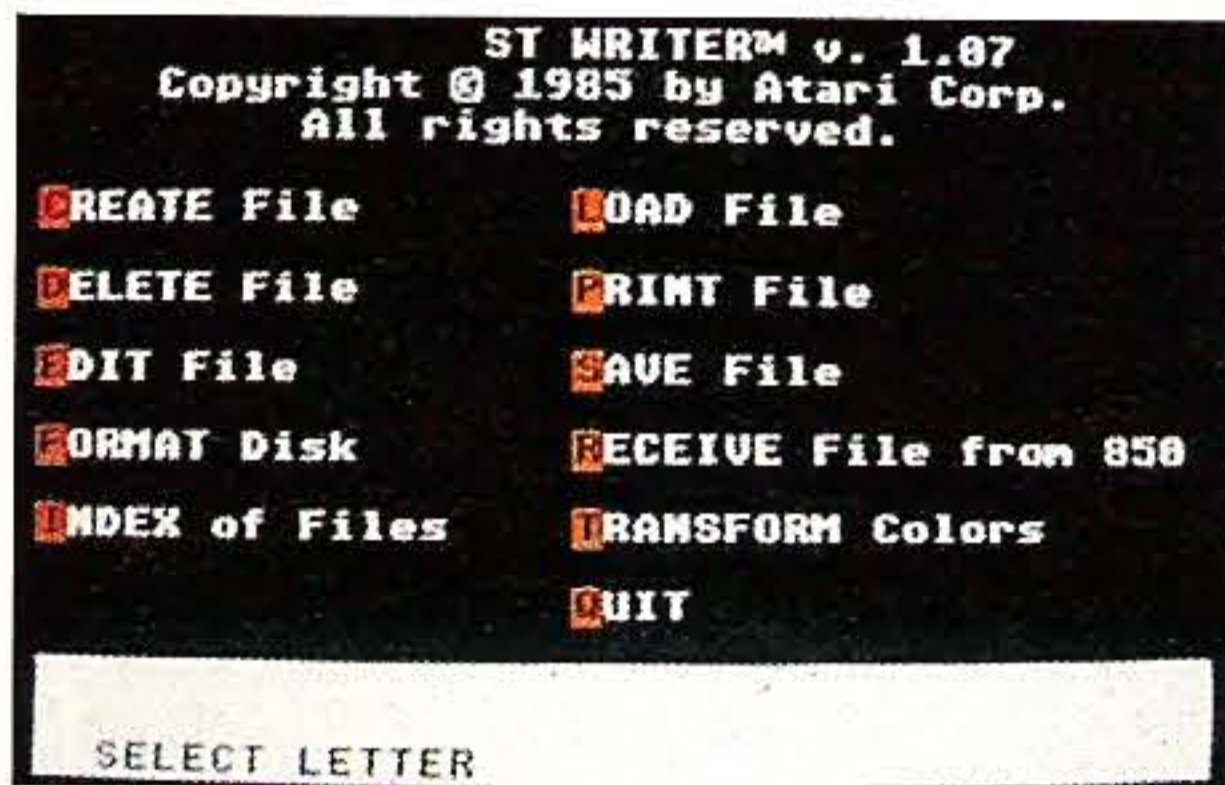 ST WRITER™ v. 1.07
Copyright © 1985 by Atari Corp.
All rights reserved.
CREATE File
DELETE File
EDIT File
FORMAT Disk
INDEX of Files
LOAD File
PRINT File
SAVE File
RECEIVE File from 850
TRANSFORM Colors
QUIT
SELECT LETTER